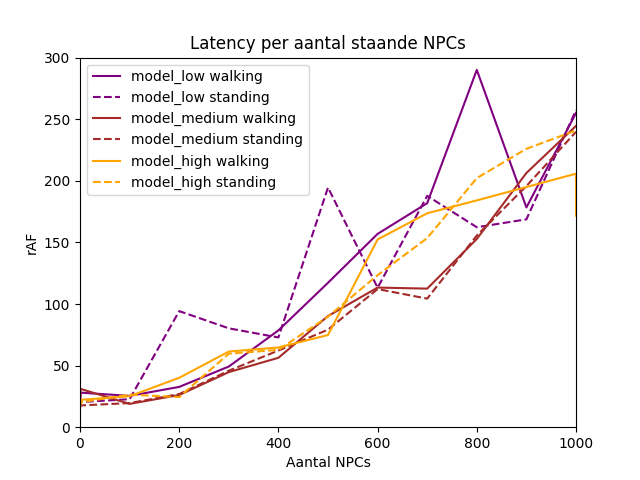 Latency per aantal staande NPCs
300
250
200
150
100
50
0
rAF
model_low walking
model_low standing
model_medium walking
model_medium standing
model_high walking
model_high standing
0 200 400 600 800 1000
Aantal NPCs